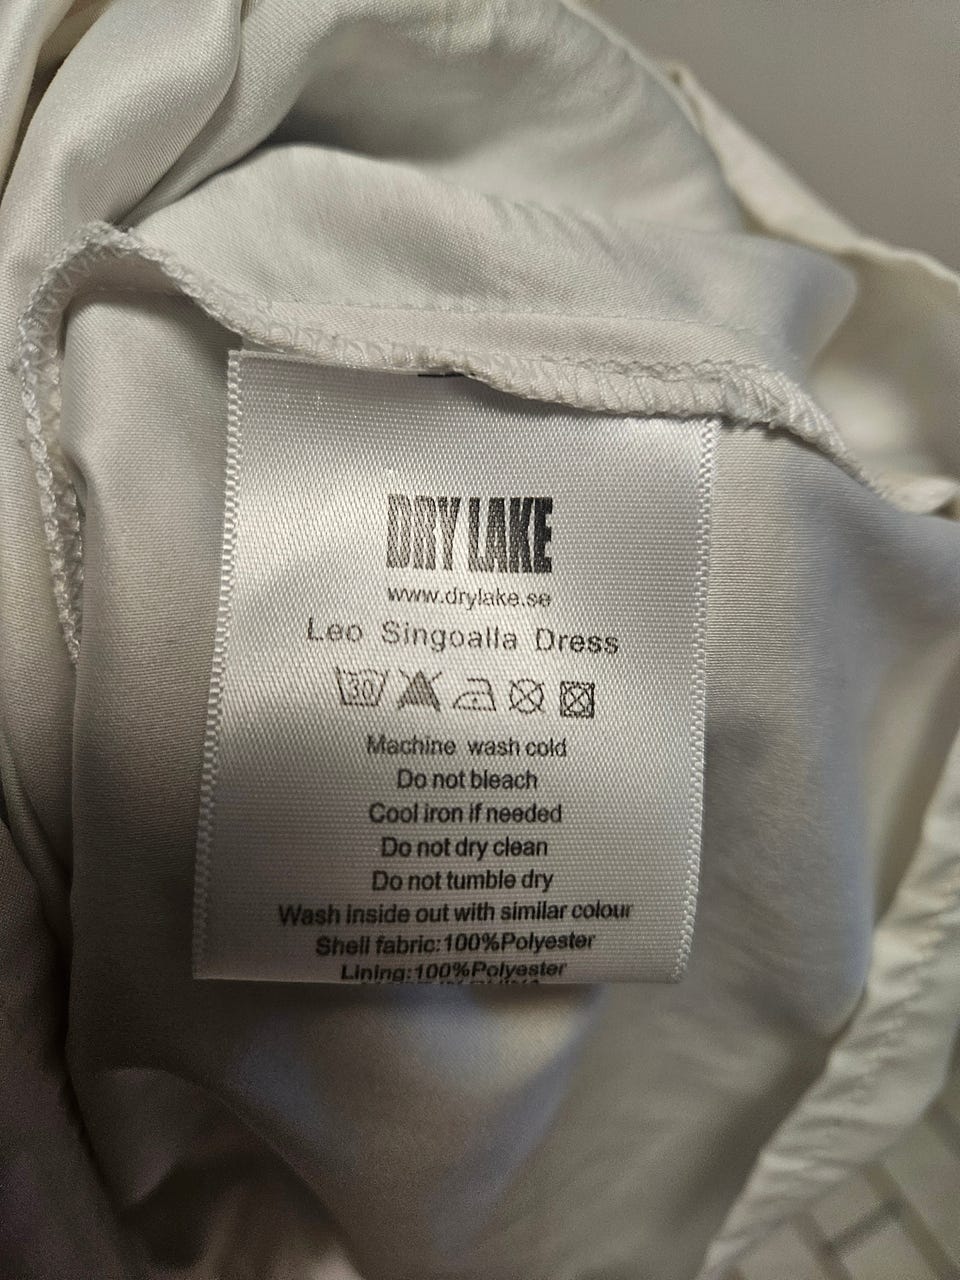 DRY LAKE
www.drylake.se
Leo Singoalla Dress
30
Machine wash cold
Do not bleach
Cool iron if needed
Do not dry clean
Do not tumble dry
Wash inside out with similar colour
Shell fabric:100%Polyester
Lining:100%Polyester